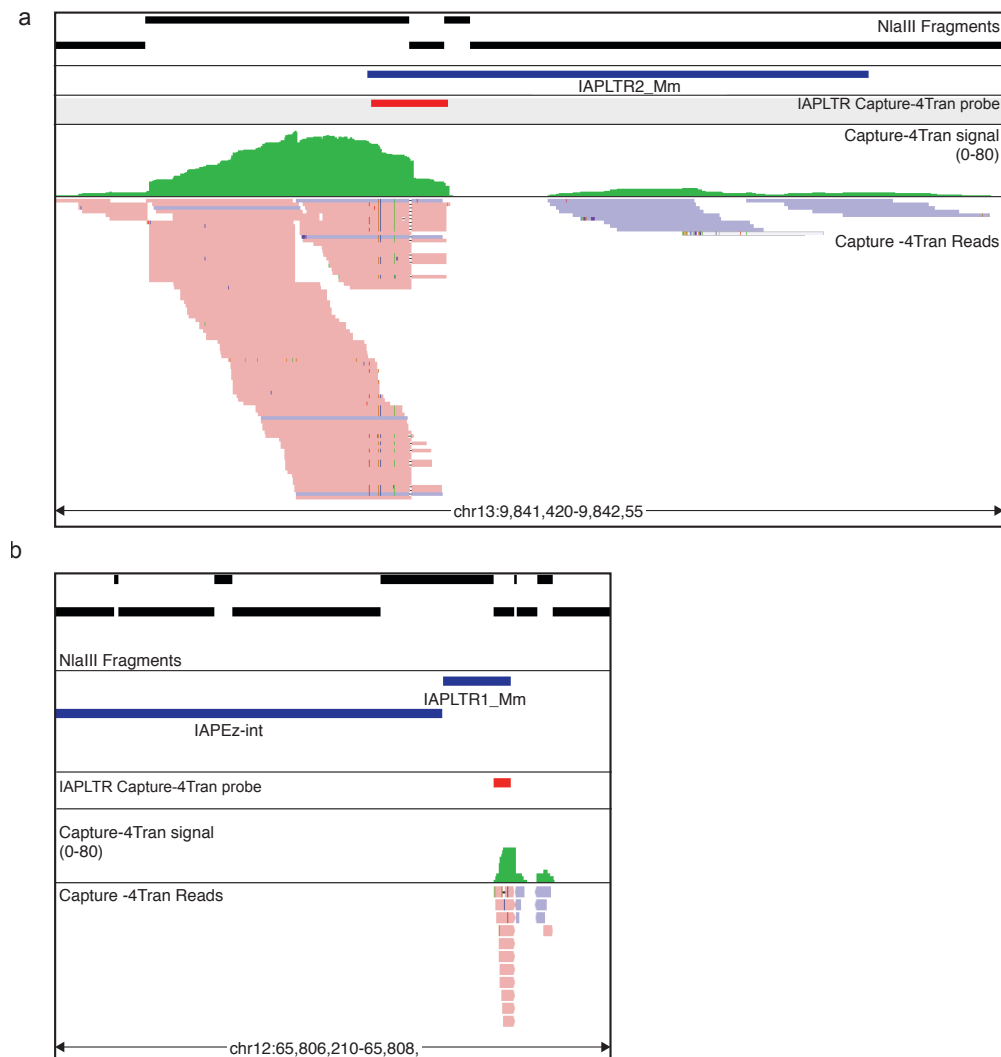 a
NlaIII Fragments
IAPLTR2_Mm
IAPLTR Capture-4Tran probe
Capture-4Tran signal
(0-80)
Capture -4Tran Reads
chr13:9,841,420-9,842,55
b
NlaIII Fragments
IAPLTR1_Mm
IAPEz-int
IAPLTR Capture-4Tran probe
Capture-4Tran signal
(0-80)
Capture -4Tran Reads
chr12:65,806,210-65,808,